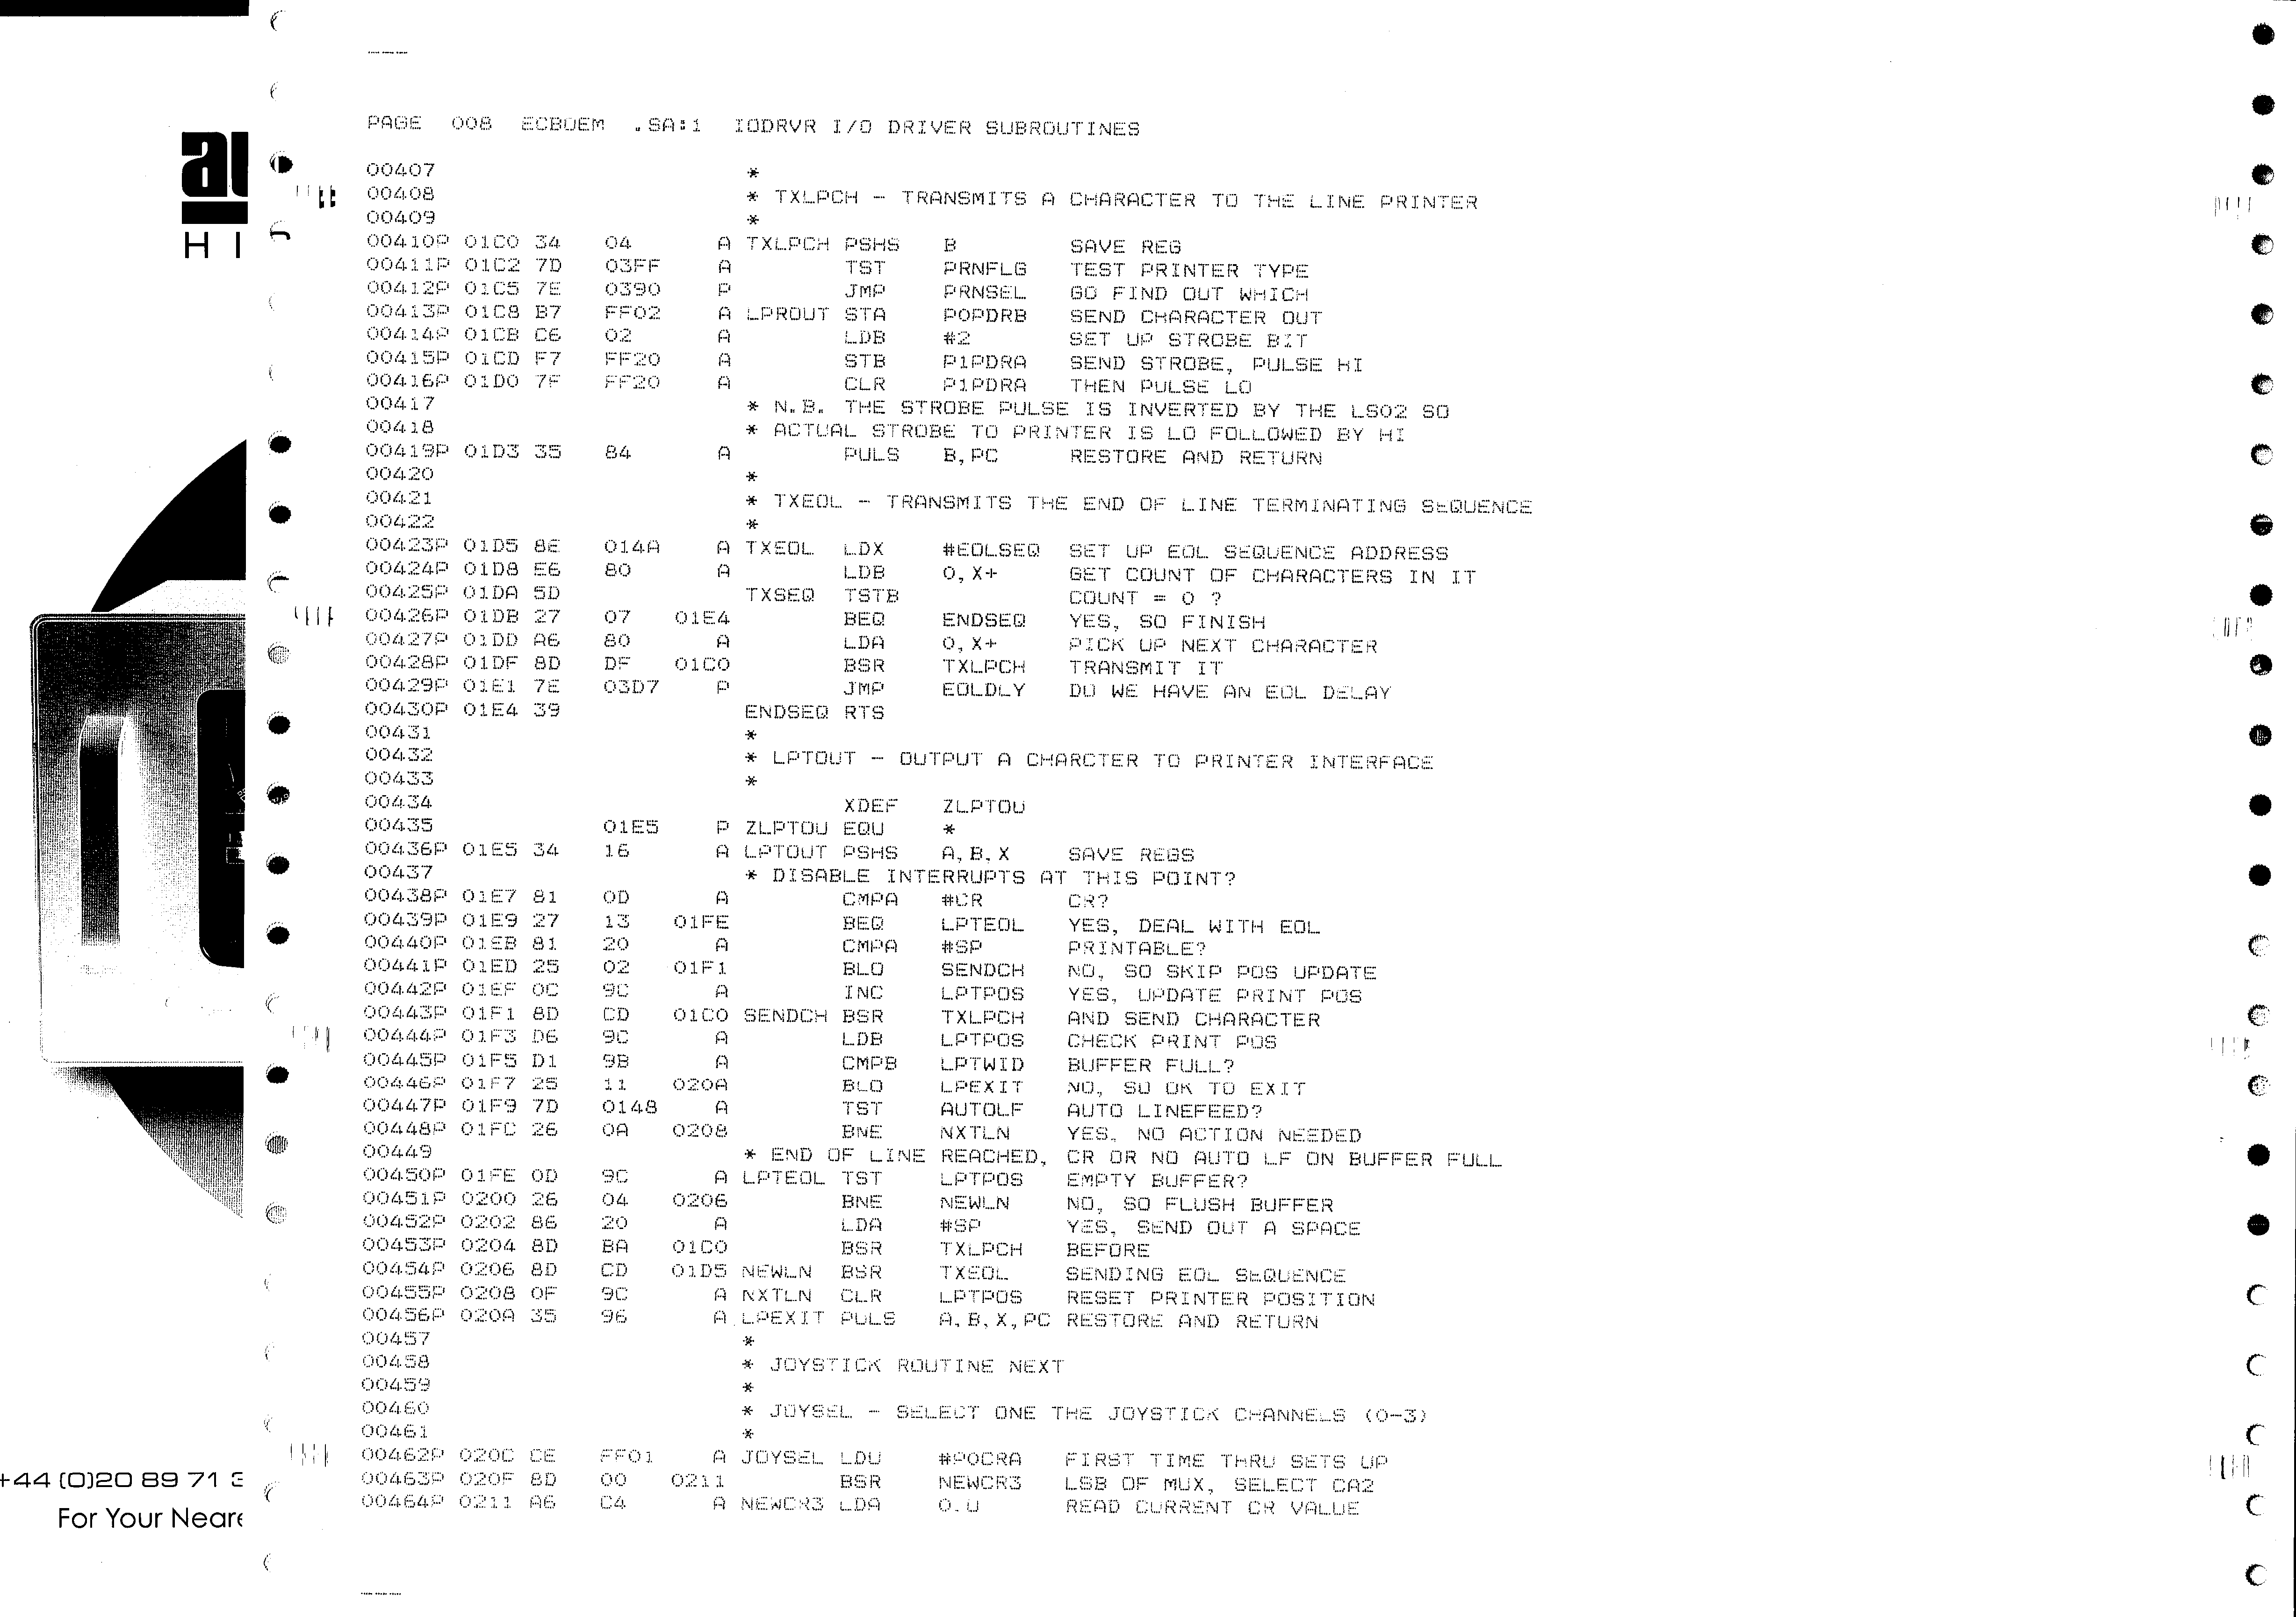 PAGE 008 ECBOEM .SA:1 IODRVR I/O DRIVER SUBROUTINES
00407 *
00408 * TXLPCH - TRANSMITS A CHARACTER TO THE LINE PRINTER
00409 *
00410P 01C0 34 04 A TXLPCH PSHS B SAVE REG
00411P 01C2 7D 03FF A TST PRNFLG TEST PRINTER TYPE
00412P 01C5 7E 0390 P JMP PRNSEL GO FIND OUT WHICH
00413P 01C8 B7 FF02 A LPROUT STA P0PDRB SEND CHARACTER OUT
00414P 01CB C6 02 A LDB #2 SET UP STROBE BIT
00415P 01CD F7 FF20 A STB P1PDRA SEND STROBE, PULSE HI
00416P 01D0 7F FF20 A CLR P1PDRA THEN PULSE LO
00417 * N.B. THE STROBE PULSE IS INVERTED BY THE LS02 SO
00418 * ACTUAL STROBE TO PRINTER IS LO FOLLOWED BY HI
00419P 01D3 35 84 A PULS B,PC RESTORE AND RETURN
00420 *
00421 * TXEOL - TRANSMITS THE END OF LINE TERMINATING SEQUENCE
00422 *
00423P 01D5 8E 014A A TXEOL LDX #EOLSEQ SET UP EOL SEQUENCE ADDRESS
00424P 01D8 E6 80 A LDB 0,X+ GET COUNT OF CHARACTERS IN IT
00425P 01DA 5D TXSEQ TSTB COUNT = 0 ?
00426P 01DB 27 07 01E4 BEQ ENDSEQ YES, SO FINISH
00427P 01DD A6 80 A LDA 0,X+ PICK UP NEXT CHARACTER
00428P 01DF 8D DF 01C0 BSR TXLPCH TRANSMIT IT
00429P 01E1 7E 03D7 P JMP EOLDLY DO WE HAVE AN EOL DELAY
00430P 01E4 39 ENDSEQ RTS
00431 *
00432 * LPTOUT - OUTPUT A CHARCTER TO PRINTER INTERFACE
00433 *
00434 XDEF ZLPTOU
00435 01E5 P ZLPTOU EQU *
00436P 01E5 34 16 A LPTOUT PSHS A,B,X SAVE REGS
00437 * DISABLE INTERRUPTS AT THIS POINT?
00438P 01E7 81 0D A CMPA #CR CR?
00439P 01E9 27 13 01FE BEQ LPTEOL YES, DEAL WITH EOL
00440P 01EB 81 20 A CMPA #SP PRINTABLE?
00441P 01ED 25 02 01F1 BLO SENDCH NO, SO SKIP POS UPDATE
00442P 01EF 0C 9C A INC LPTPOS YES, UPDATE PRINT POS
00443P 01F1 8D CD 01C0 SENDCH BSR TXLPCH AND SEND CHARACTER
00444P 01F3 D6 9C A LDB LPTPOS CHECK PRINT POS
00445P 01F5 D1 9B A CMPB LPTWID BUFFER FULL?
00446P 01F7 25 11 020A BLO LPEXIT NO, SO OK TO EXIT
00447P 01F9 7D 0148 A TST AUTOLF AUTO LINEFEED?
00448P 01FC 26 0A 0208 BNE NXTLN YES, NO ACTION NEEDED
00449 * END OF LINE REACHED, CR OR NO AUTO LF ON BUFFER FULL
00450P 01FE 0D 9C A LPTEOL TST LPTPOS EMPTY BUFFER?
00451P 0200 26 04 0206 BNE NEWLN NO, SO FLUSH BUFFER
00452P 0202 86 20 A LDA #SP YES, SEND OUT A SPACE
00453P 0204 8D BA 01C0 BSR TXLPCH BEFORE
00454P 0206 8D CD 01D5 NEWLN BSR TXEOL SENDING EOL SEQUENCE
00455P 0208 0F 9C A NXTLN CLR LPTPOS RESET PRINTER POSITION
00456P 020A 35 96 A LPEXIT PULS A,B,X,PC RESTORE AND RETURN
00457 *
00458 * JOYSTICK ROUTINE NEXT
00459 *
00460 * JOYSEL - SELECT ONE THE JOYSTICK CHANNELS (0-3)
00461 *
00462P 020C CE FF01 A JOYSEL LDU #P0CRA FIRST TIME THRU SETS UP
00463P 020F 8D 00 0211 BSR NEWCR3 LSB OF MUX, SELECT CA2
00464P 0211 A6 C4 A NEWCR3 LDA 0,U READ CURRENT CR VALUE
H I
+44 (0)20 89 71 3
For Your Neare